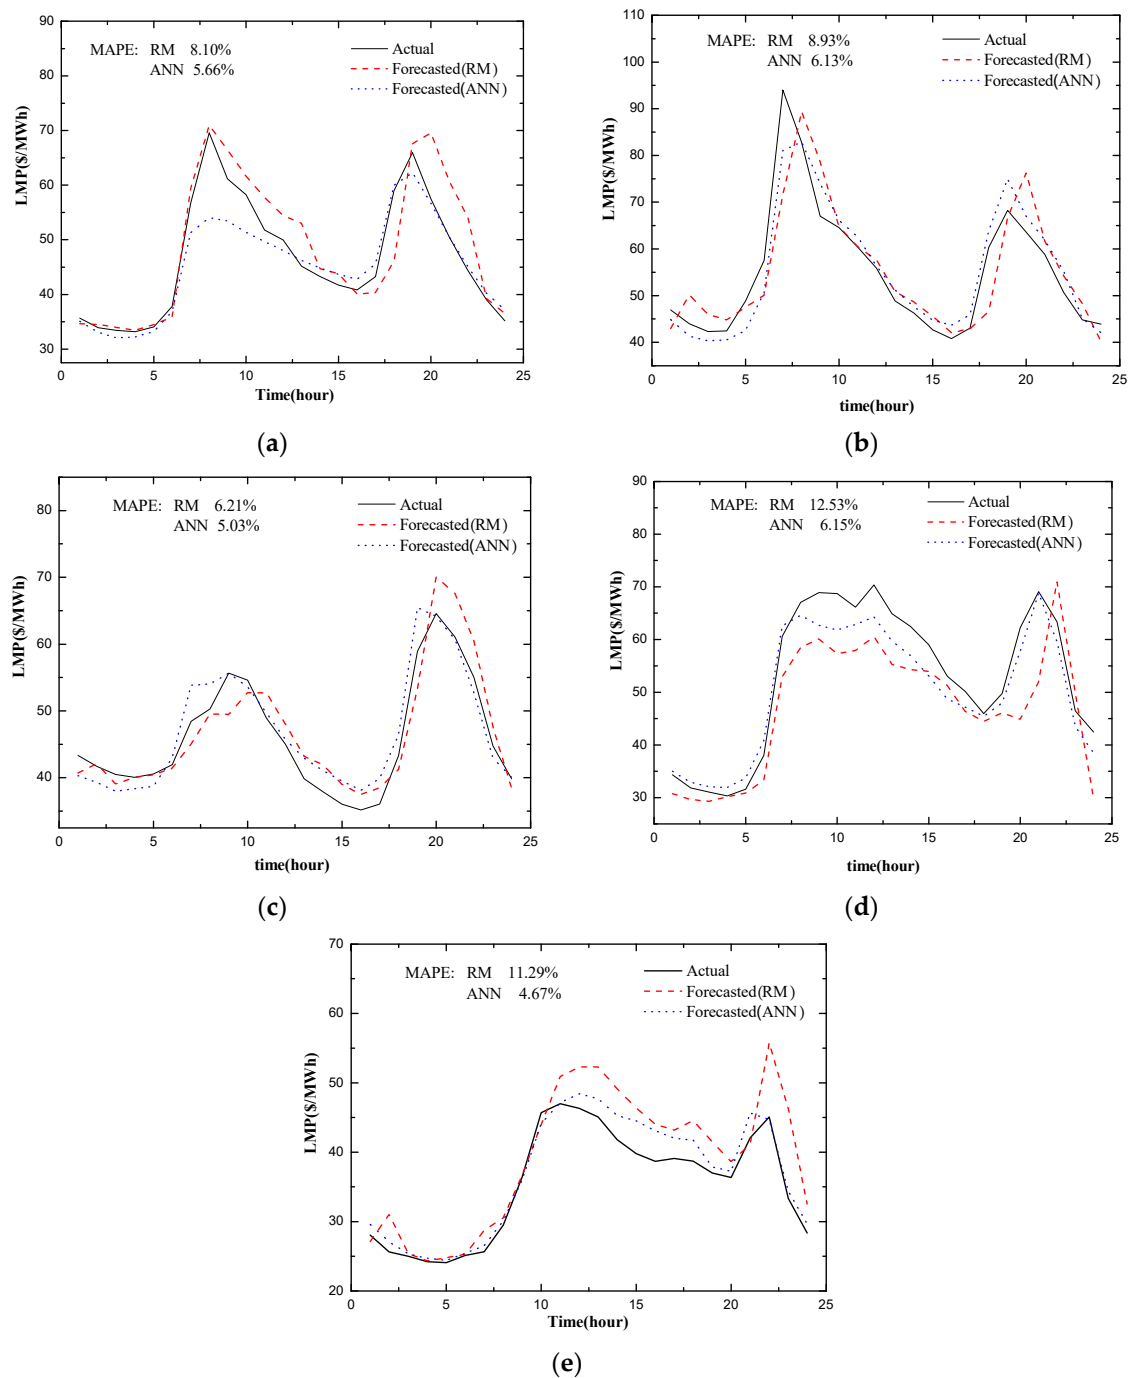 MAPE: RM 8.10%
ANN 5.66%
Actual
Forecasted(RM)
Forecasted(ANN)
LMP($/MWh)
90
80
70
60
50
40
30
0 5 10 15 20 25
Time(hour)
(a)
MAPE: RM 8.93%
ANN 6.13%
Actual
Forecasted(RM)
Forecasted(ANN)
LMP($/MWh)
110
100
90
80
70
60
50
40
0 5 10 15 20 25
time(hour)
(b)
MAPE: RM 6.21%
ANN 5.03%
Actual
Forecasted(RM)
Forecasted(ANN)
LMP($/MWh)
80
70
60
50
40
0 5 10 15 20 25
time(hour)
(c)
MAPE: RM 12.53%
ANN 6.15%
Actual
Forecasted(RM)
Forecasted(ANN)
LMP($/MWh)
90
80
70
60
50
40
30
0 5 10 15 20 25
time(hour)
(d)
MAPE: RM 11.29%
ANN 4.67%
Actual
Forecasted(RM)
Forecasted(ANN)
LMP($/MWh)
70
60
50
40
30
20
0 5 10 15 20 25
Time(hour)
(e)